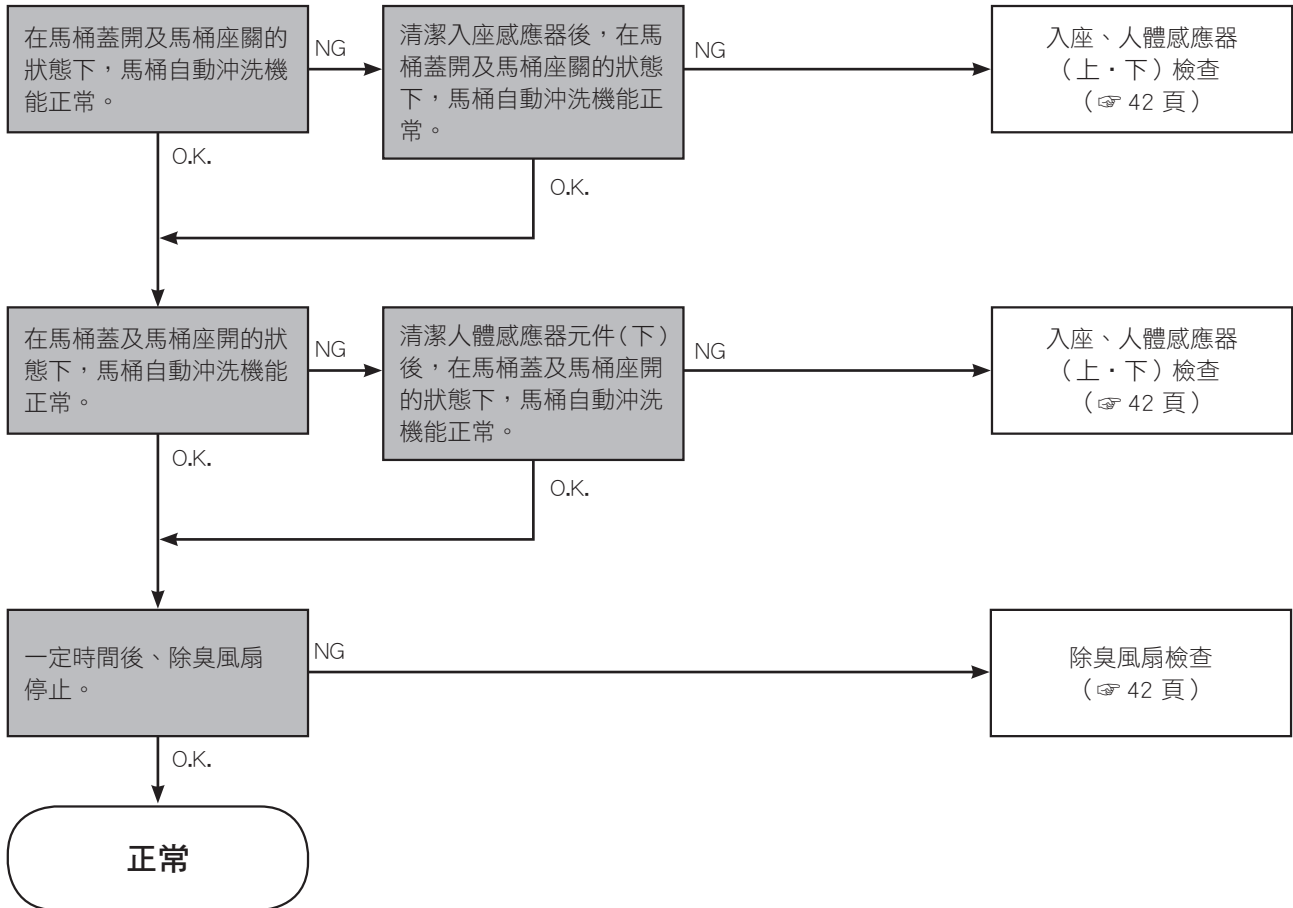 在馬桶蓋開及馬桶座關的
狀態下，馬桶自動沖洗機
能正常。
NG
清潔入座感應器後，在馬
桶蓋開及馬桶座關的狀態
下，馬桶自動沖洗機能正
常。
NG
入座、人體感應器
（上・下）檢查
（☞ 42 頁）
O.K.
O.K.
在馬桶蓋及馬桶座開的狀
態下，馬桶自動沖洗機能
正常。
NG
清潔人體感應器元件（下）
後，在馬桶蓋及馬桶座開
的狀態下，馬桶自動沖洗
機能正常。
NG
入座、人體感應器
（上・下）檢查
（☞ 42 頁）
O.K.
O.K.
一定時間後、除臭風扇
停止。
NG
除臭風扇檢查
（☞ 42 頁）
O.K.
正常